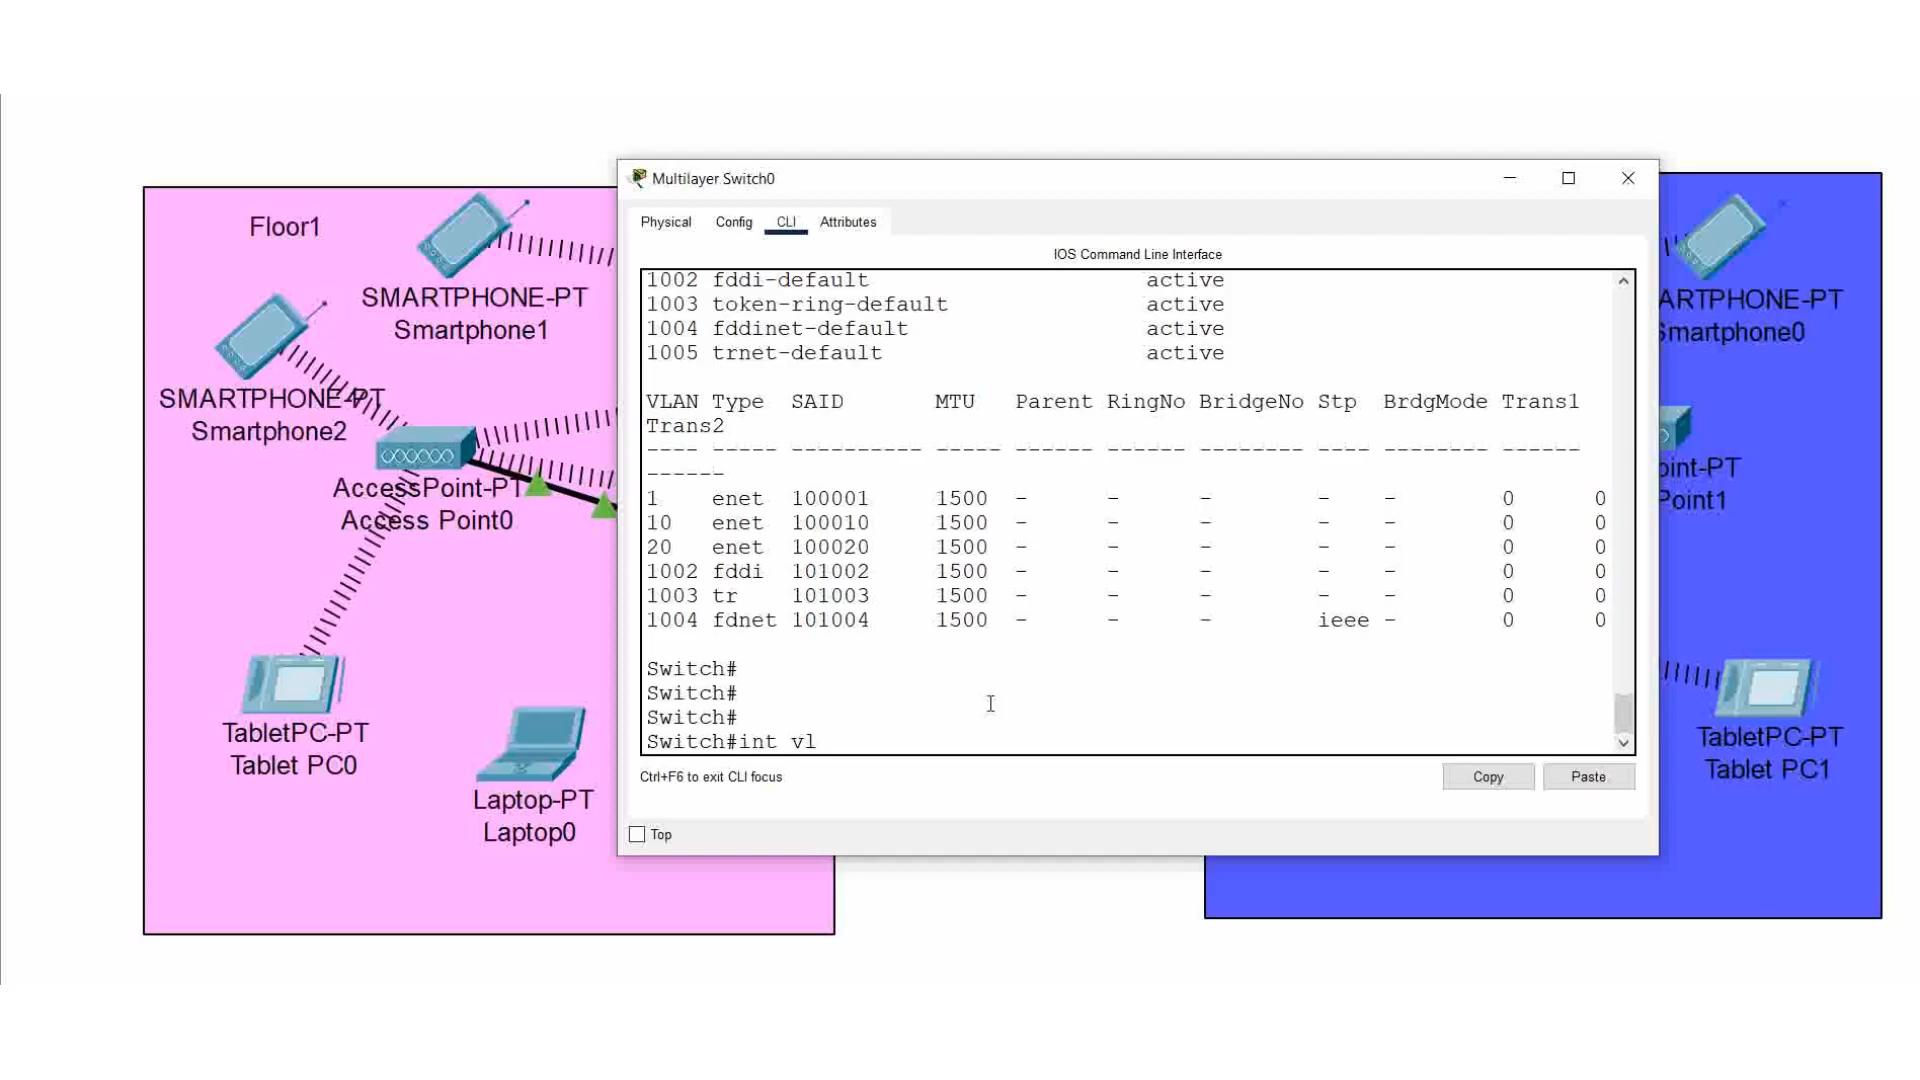 Floor1
SMARTPHONE-PT
Smartphone1
SMARTPHONE-PT
Smartphone2
AccessPoint-PT
Access Point0
TabletPC-PT
Tablet PC0
Laptop-PT
Laptop0
Multilayer Switch0
Physical Config CLI Attributes
IOS Command Line Interface
1002 fddi-default active
1003 token-ring-default active
1004 fddinet-default active
1005 trnet-default active
VLAN Type SAID MTU Parent RingNo BridgeNo Stp BrdgMode Trans1
Trans2
---- ----- ---------- ----- ------ ------ -------- ---- -------- ------
------
1 enet 100001 1500 - - - - - 0 0
10 enet 100010 1500 - - - - - 0 0
20 enet 100020 1500 - - - - - 0 0
1002 fddi 101002 1500 - - - - - 0 0
1003 tr 101003 1500 - - - - - 0 0
1004 fdnet 101004 1500 - - - ieee - 0 0
Switch#
Switch#
Switch#
Switch#int vl
Ctrl+F6 to exit CLI focus
Copy Paste
Top
ARTPHONE-PT
Smartphone0
oint-PT
Point1
TabletPC-PT
Tablet PC1